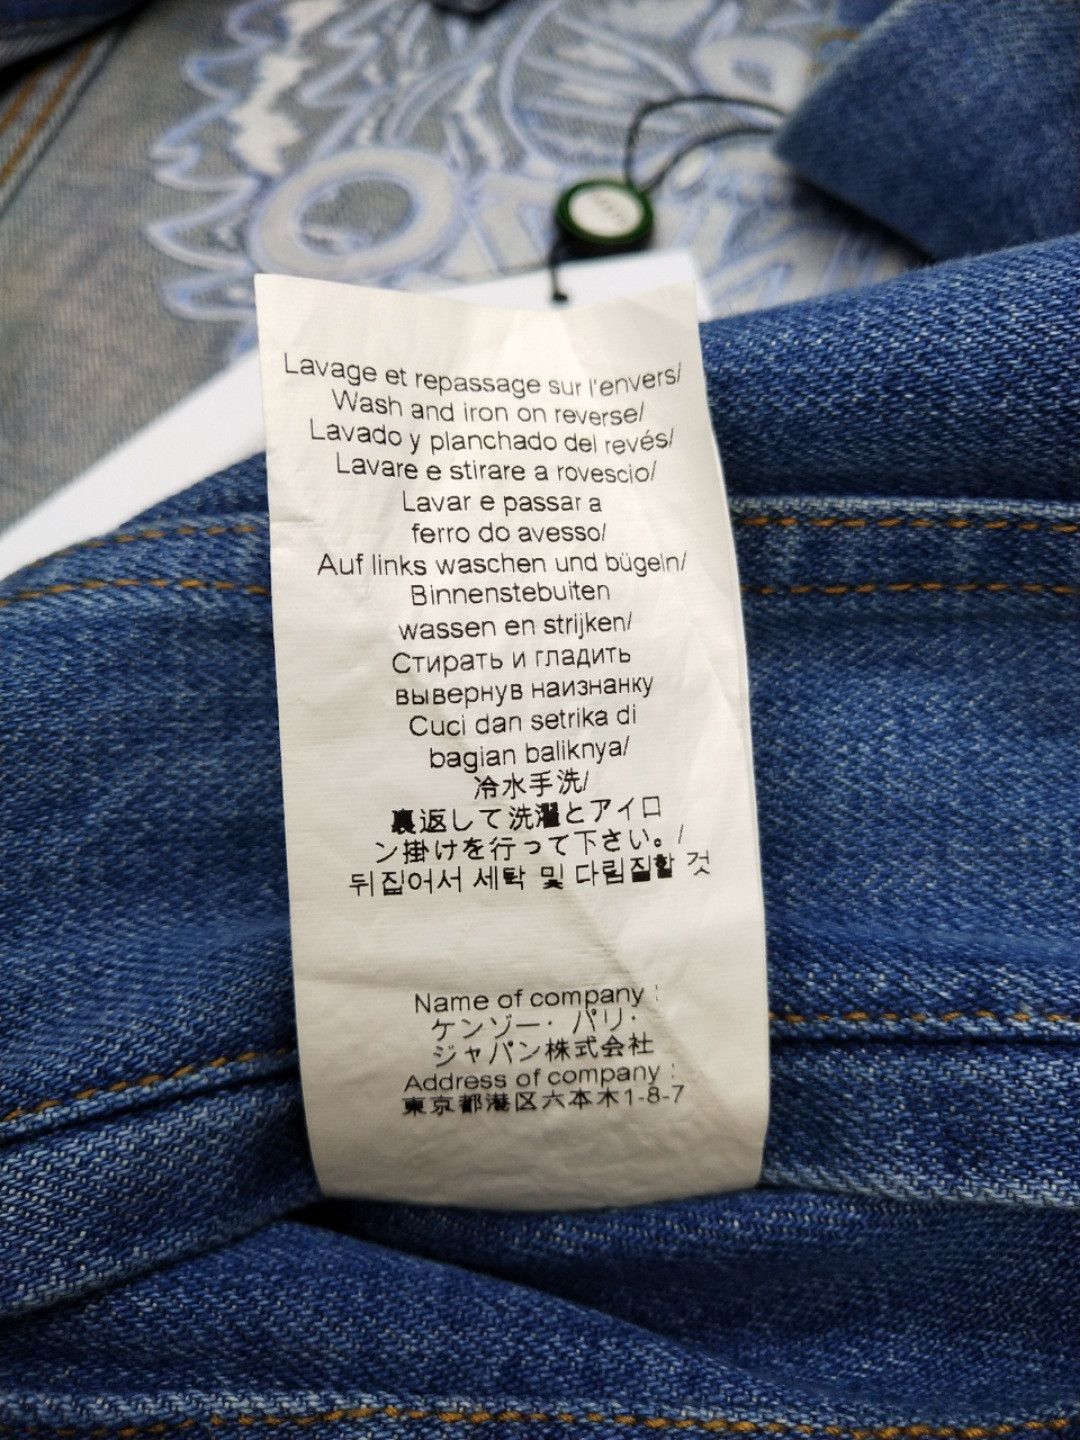 Lavage et repassage sur l'envers/
Wash and iron on reverse/
Lavado y planchado del revés/
Lavare e stirare a rovescio/
Lavar e passar a
ferro do avesso/
Auf links waschen und bügeln/
Binnenstebuiten
wassen en strijken/
Стирать и гладить
вывернув наизнанку
Cuci dan setrika di
bagian baliknya/
冷水手洗/
裏返して洗濯とアイロ
ン掛けを行って下さい。/
뒤집어서 세탁 및 다림질할 것
Name of company :
ケンゾー・パリ・
ジャパン株式会社
Address of company :
東京都港区六本木1-8-7